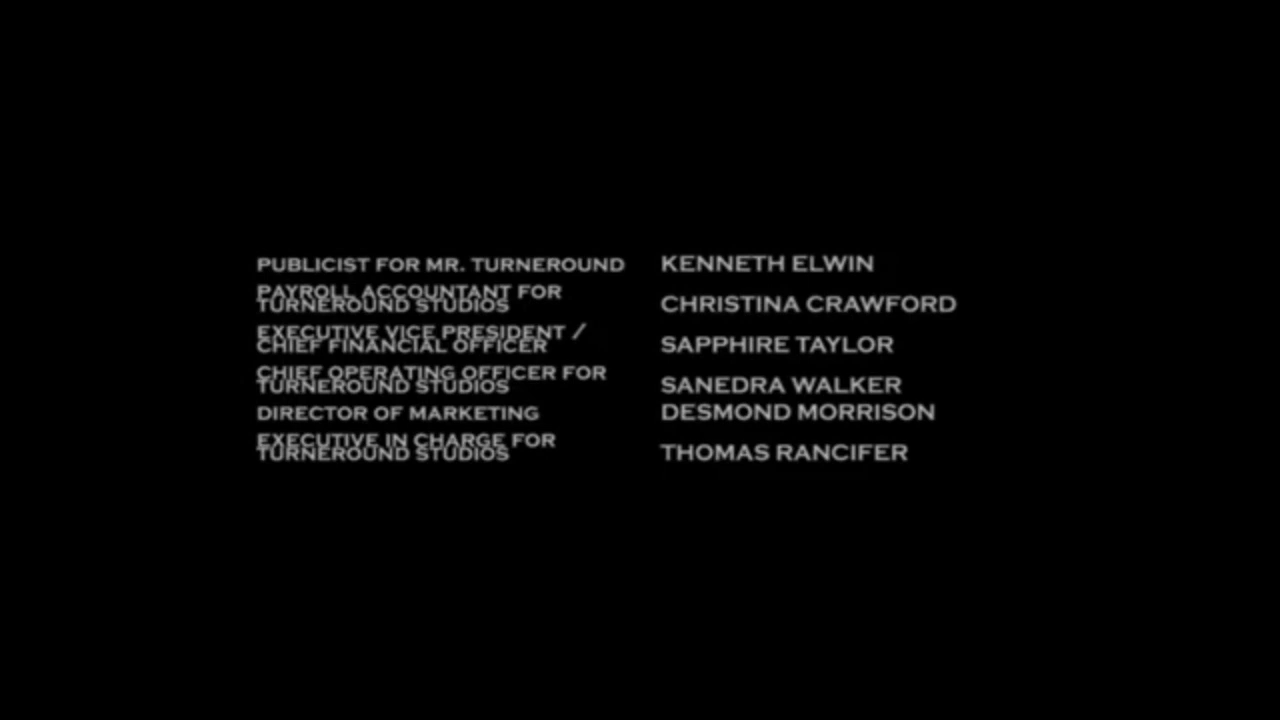 PUBLICIST FOR MR. TURNEROUND KENNETH ELWIN
PAYROLL ACCOUNTANT FOR
TURNEROUND STUDIOS CHRISTINA CRAWFORD
EXECUTIVE VICE PRESIDENT /
CHIEF FINANCIAL OFFICER SAPPHIRE TAYLOR
CHIEF OPERATING OFFICER FOR
TURNEROUND STUDIOS SANEDRA WALKER
DIRECTOR OF MARKETING DESMOND MORRISON
EXECUTIVE IN CHARGE FOR
TURNEROUND STUDIOS THOMAS RANCIFER